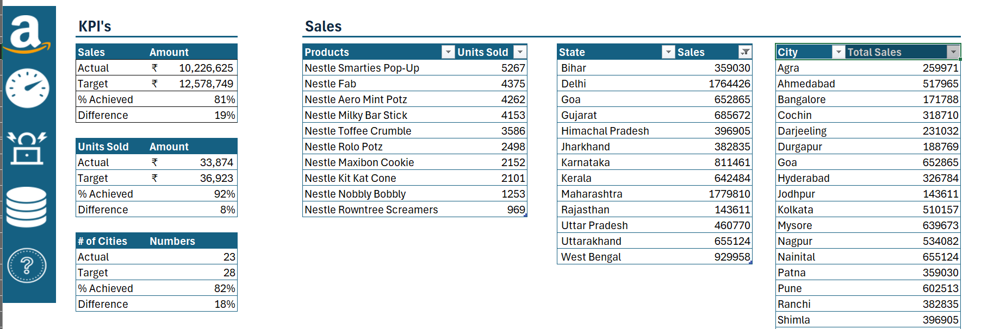 a
KPI's
Sales Amount
Actual ₹ 10,226,625
Target ₹ 12,578,749
% Achieved 81%
Difference 19%
Units Sold Amount
Actual ₹ 33,874
Target ₹ 36,923
% Achieved 92%
Difference 8%
# of Cities Numbers
Actual 23
Target 28
% Achieved 82%
Difference 18%
?
Sales
Products Units Sold
Nestle Smarties Pop-Up 5267
Nestle Fab 4375
Nestle Aero Mint Potz 4262
Nestle Milky Bar Stick 4153
Nestle Toffee Crumble 3586
Nestle Rolo Potz 2498
Nestle Maxibon Cookie 2152
Nestle Kit Kat Cone 2101
Nestle Nobbly Bobbly 1253
Nestle Rowntree Screamers 969
State Sales
Bihar 359030
Delhi 1764426
Goa 652865
Gujarat 685672
Himachal Pradesh 396905
Jharkhand 382835
Karnataka 811461
Kerala 642484
Maharashtra 1779810
Rajasthan 143611
Uttar Pradesh 460770
Uttarakhand 655124
West Bengal 929958
City Total Sales
Agra 259971
Ahmedabad 517965
Bangalore 171788
Cochin 318710
Darjeeling 231032
Durgapur 188769
Goa 652865
Hyderabad 326784
Jodhpur 143611
Kolkata 510157
Mysore 639673
Nagpur 534082
Nainital 655124
Patna 359030
Pune 602513
Ranchi 382835
Shimla 396905